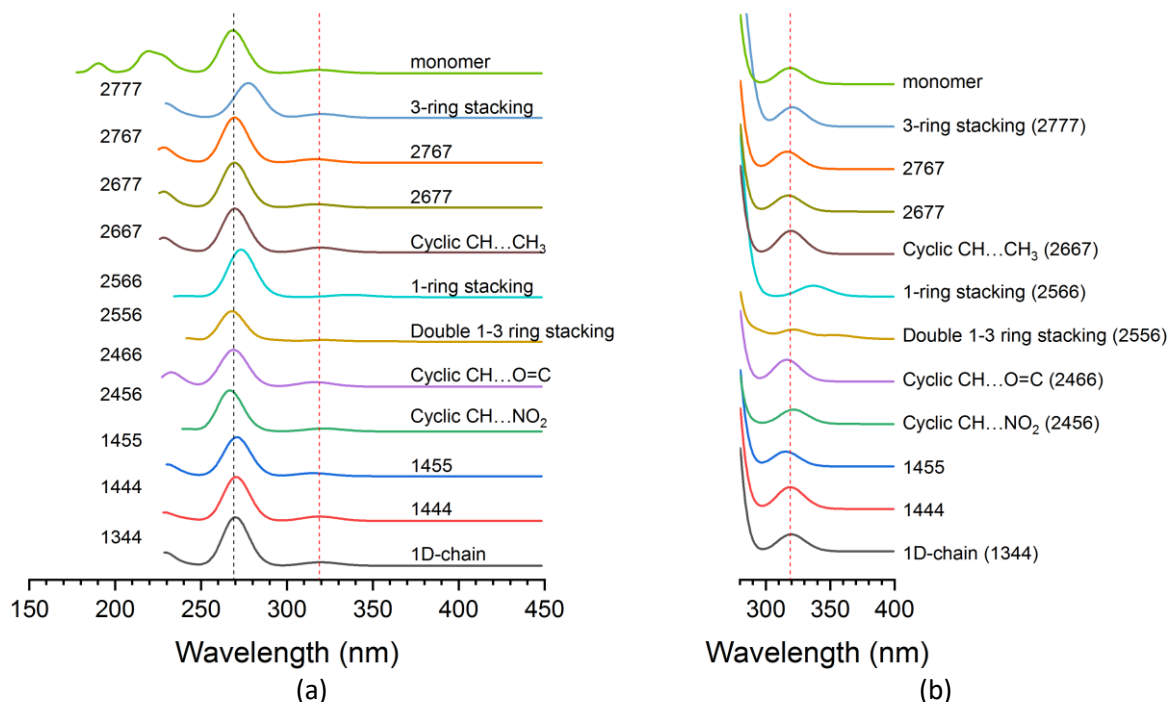 monomer
2777
3-ring stacking
2767
2767
2677
2677
2667
Cyclic CH...CH3
2566
1-ring stacking
2556
Double 1-3 ring stacking
2466
Cyclic CH...O=C
2456
Cyclic CH...NO2
1455
1455
1444
1444
1344
1D-chain
150 200 250 300 350 400 450
Wavelength (nm)
(a)
monomer
3-ring stacking (2777)
2767
2677
Cyclic CH...CH3 (2667)
1-ring stacking (2566)
Double 1-3 ring stacking (2556)
Cyclic CH...O=C (2466)
Cyclic CH...NO2 (2456)
1455
1444
1D-chain (1344)
300 350 400
Wavelength (nm)
(b)